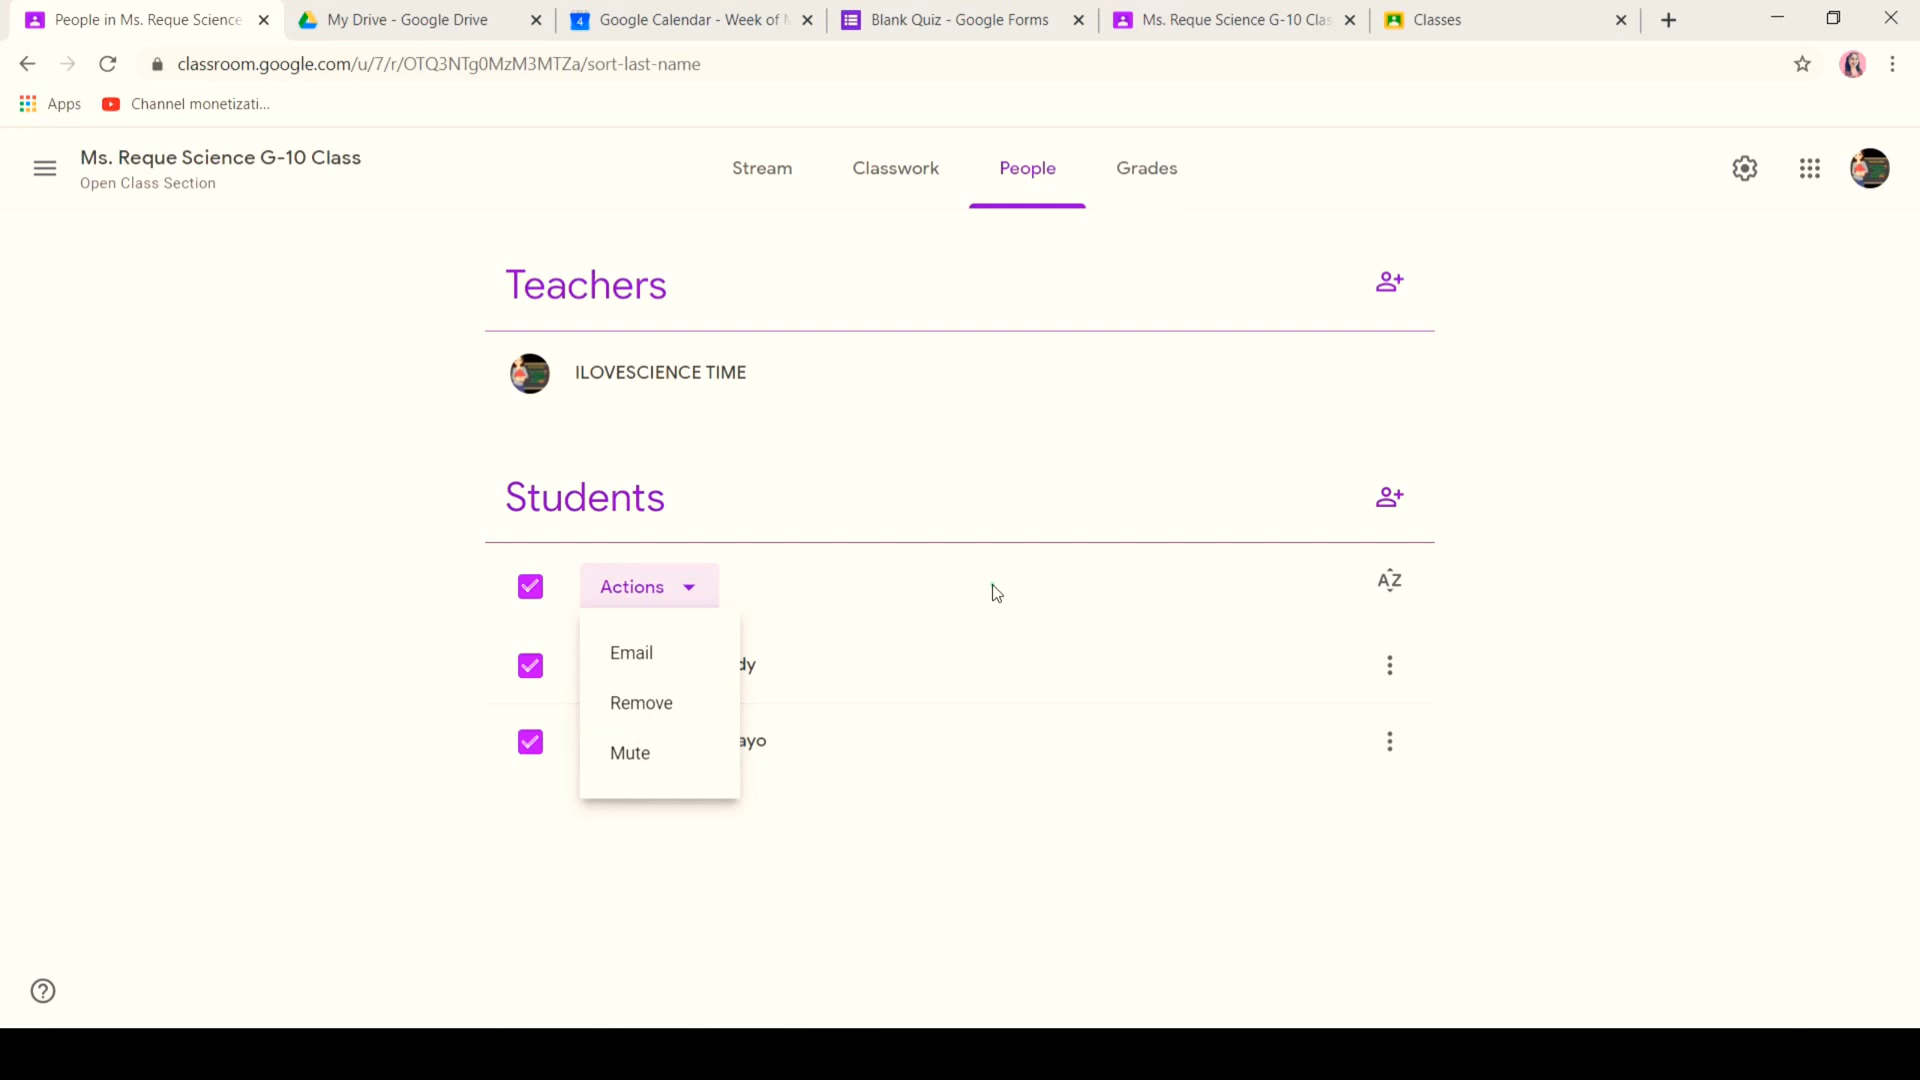 People in Ms. Reque Science
My Drive - Google Drive
Google Calendar - Week of
Blank Quiz - Google Forms
Ms. Reque Science G-10 Clas
Classes
classroom.google.com/u/7/r/OTQ3NTg0MzM3MTZa/sort-last-name
Apps
Channel monetizati...
Ms. Reque Science G-10 Class
Open Class Section
Stream
Classwork
People
Grades
Teachers
ILOVESCIENCE TIME
Students
Actions
AZ
Email
dy
Remove
ayo
Mute